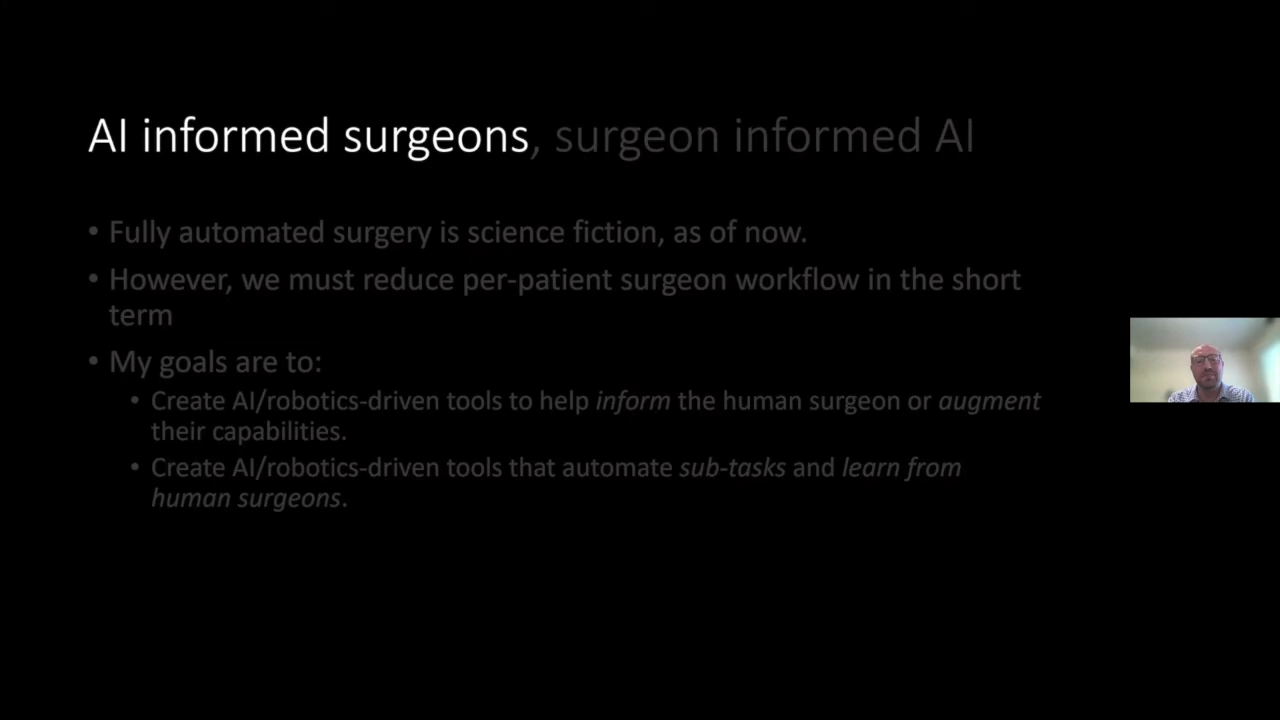 AI informed surgeons, surgeon informed AI
• Fully automated surgery is science fiction, as of now.
• However, we must reduce per-patient surgeon workflow in the short
term
• My goals are to:
• Create AI/robotics-driven tools to help inform the human surgeon or augment
their capabilities.
• Create AI/robotics-driven tools that automate sub-tasks and learn from
human surgeons.